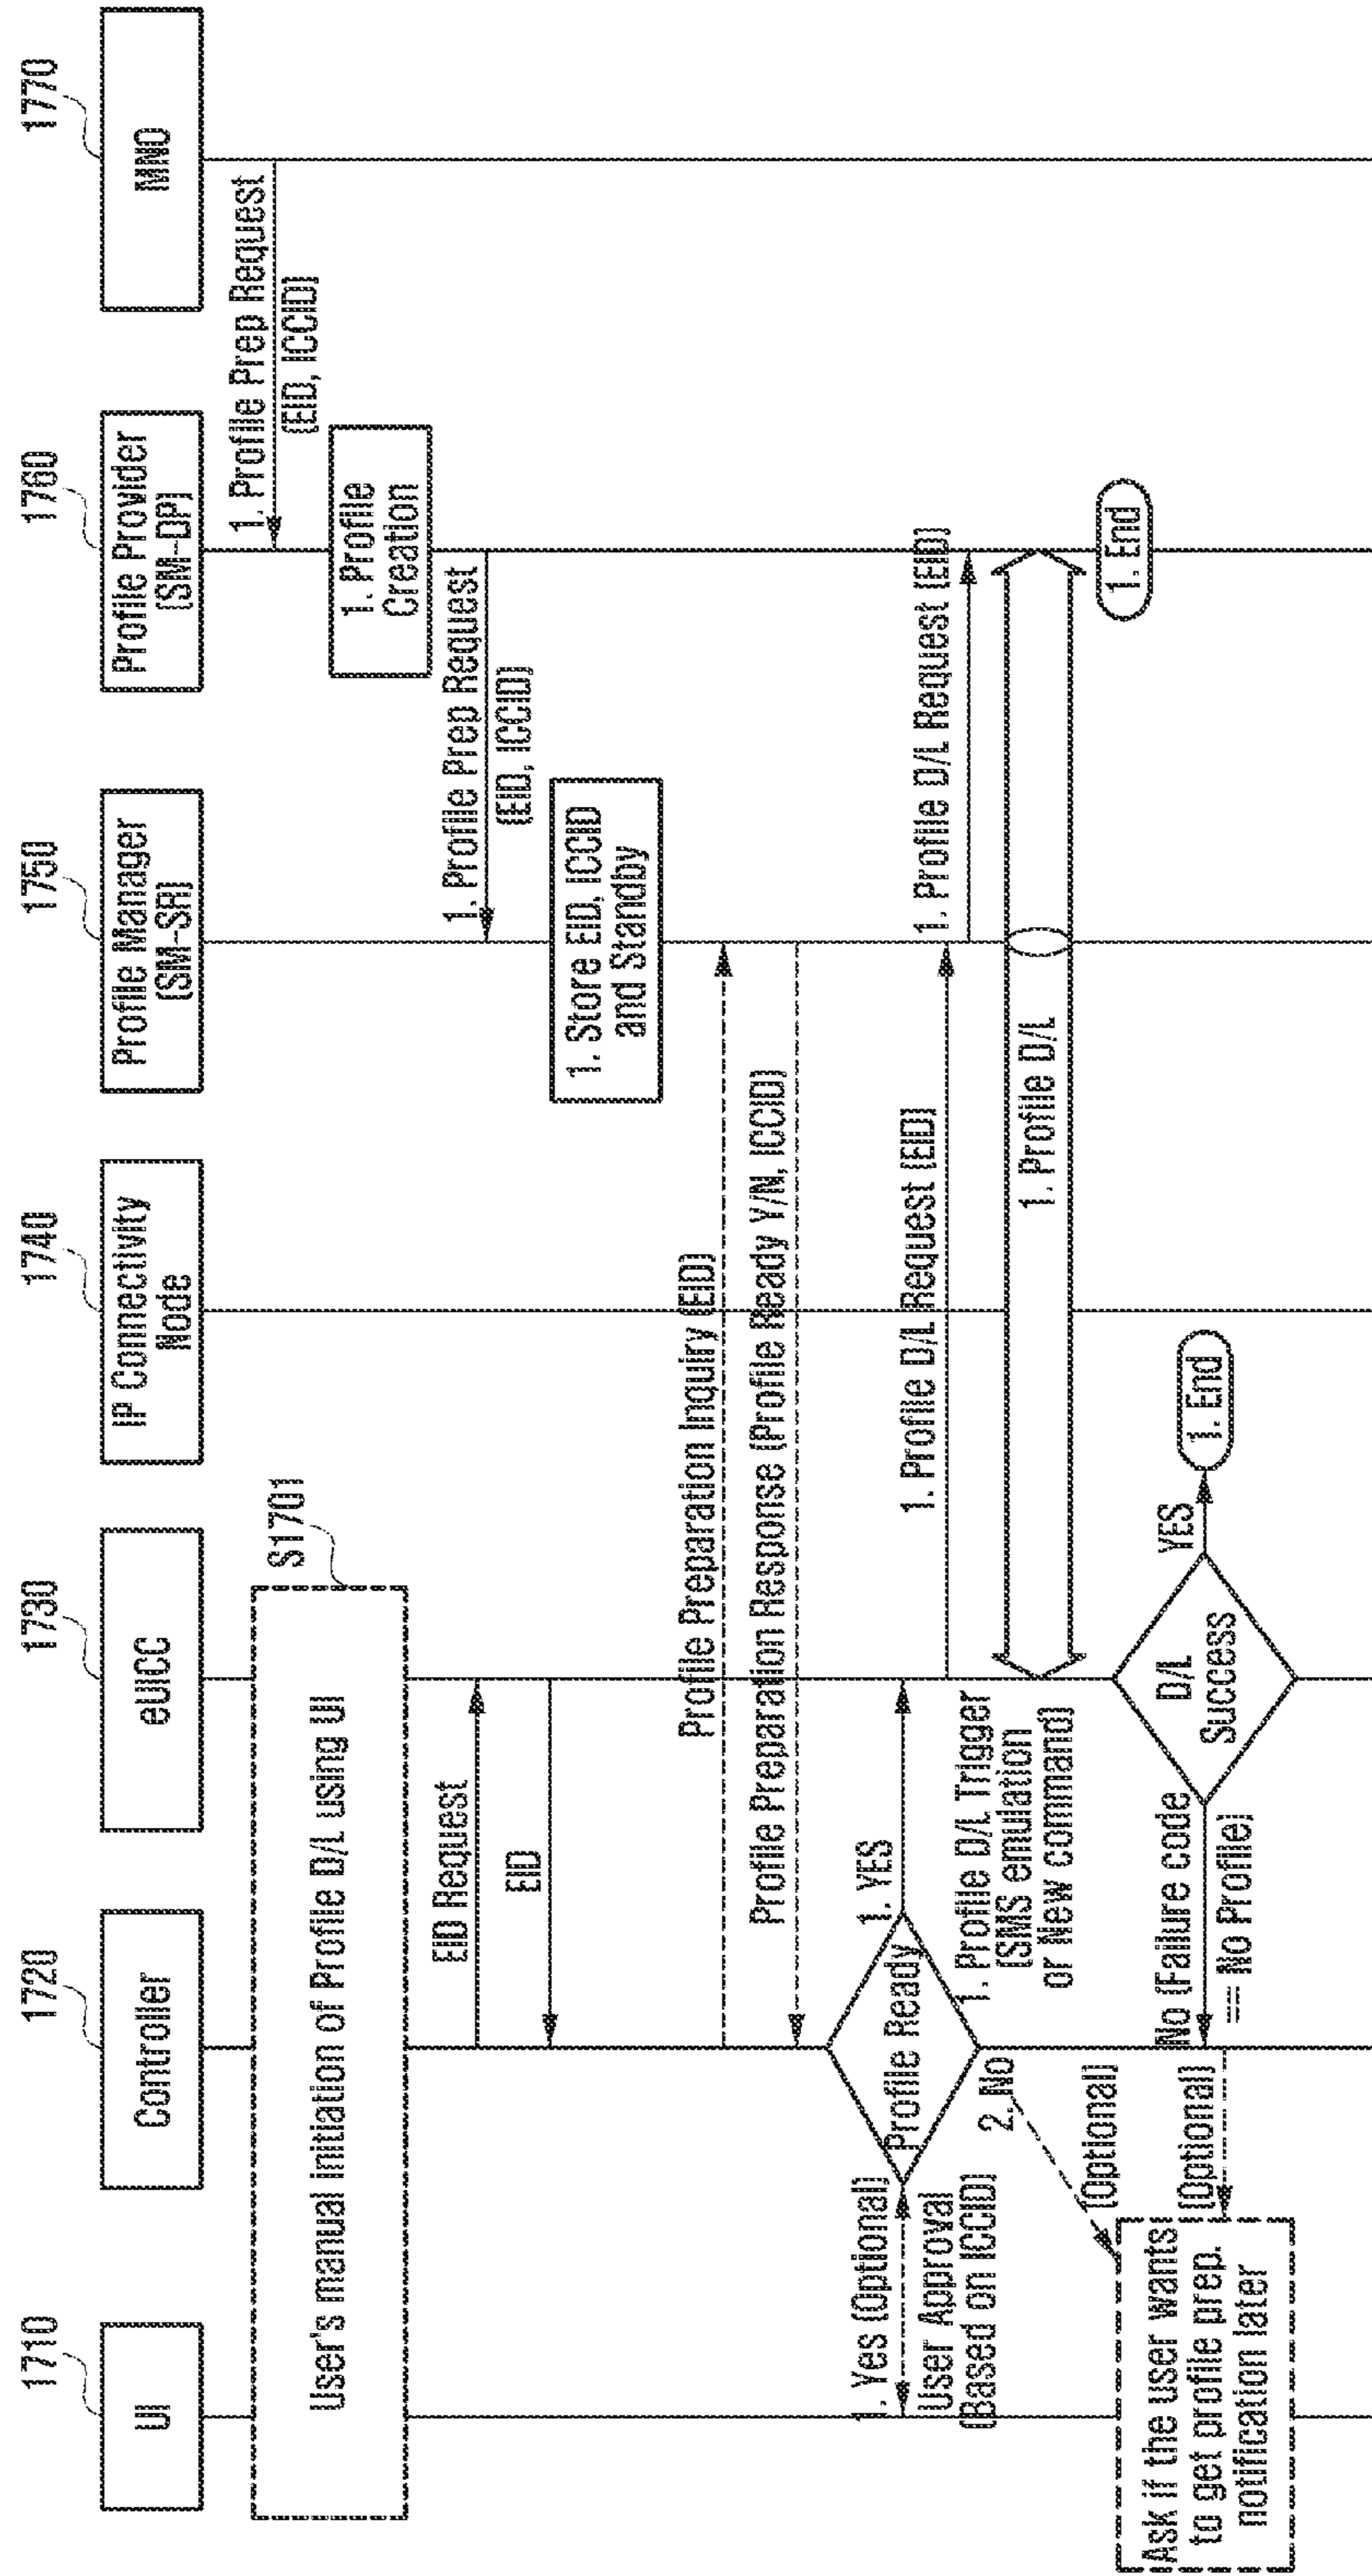 1710
1720
1730
1740
1750
1760
1770
UI
Controller
eUICC
IP Connectivity
Node
Profile Manager
(SM-SR)
Profile Provider
(SM-DP)
MNO
S1701
User's manual initiation of Profile D/L using UI
1. Profile Prep Request
(EID, ICCID)
1. Profile
Creation
EID Request
1. Profile Prep Request
(EID, ICCID)
EID
1. Store EID, ICCID
and Standby
Profile Preparation Inquiry (EID)
Profile Preparation Response (Profile Ready Y/N, ICCID)
1. Yes (Optional)
User Approval
(Based on ICCID)
Profile Ready
1. YES
2. No
1. Profile D/L Trigger
(SMS emulation
or New command)
1. Profile D/L Request (EID)
1. Profile D/L Request (EID)
1. Profile D/L
(Optional)
Ask if the user wants
to get profile prep.
notification later
(Optional)
No (Failure code
== No Profile)
D/L
Success
YES
1. End
1. End